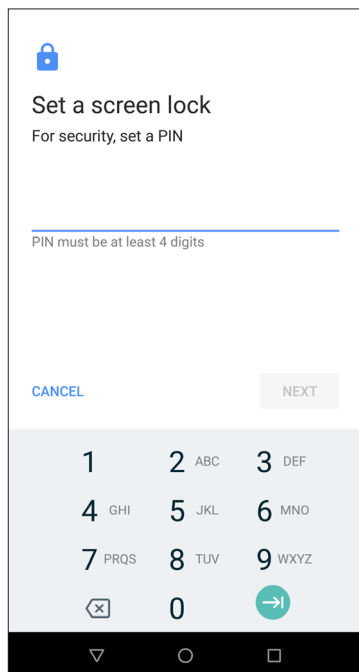 Set a screen lock
For security, set a PIN
PIN must be at least 4 digits
CANCEL NEXT
1 2 ABC 3 DEF
4 GHI 5 JKL 6 MNO
7 PRQS 8 TUV 9 WXYZ
0